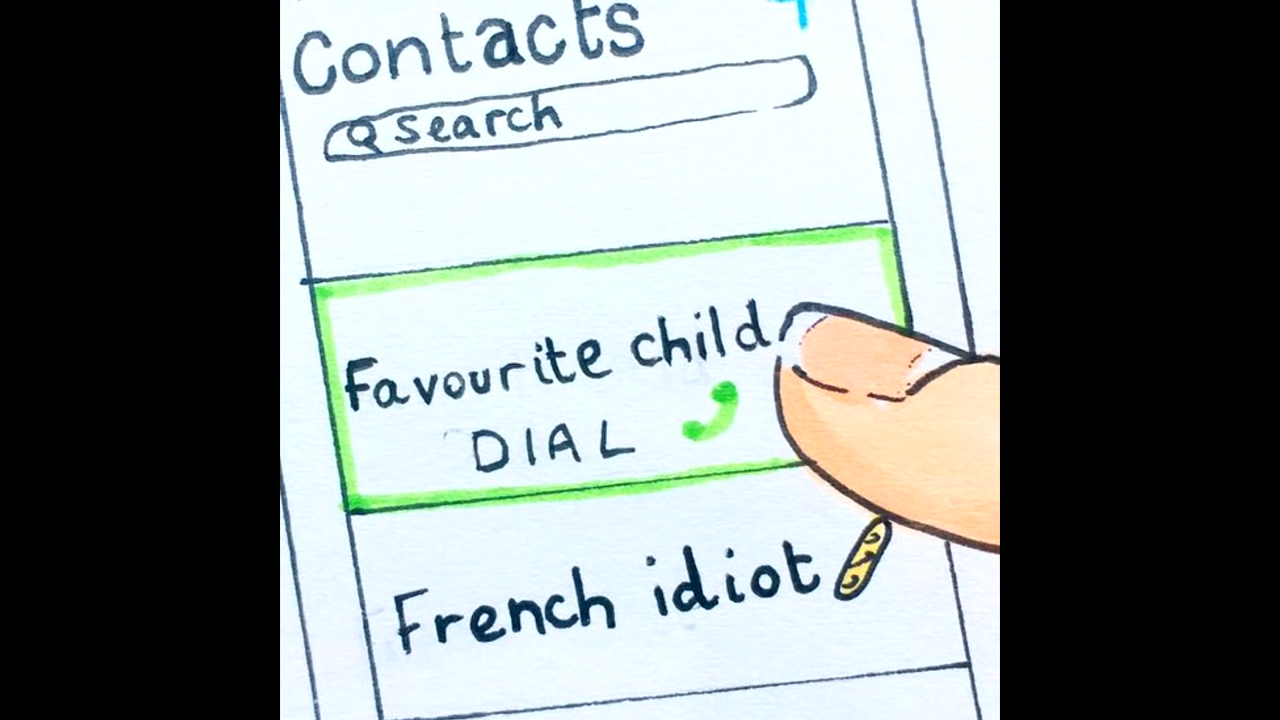 Contacts
search
Favourite child
DIAL
French idiot